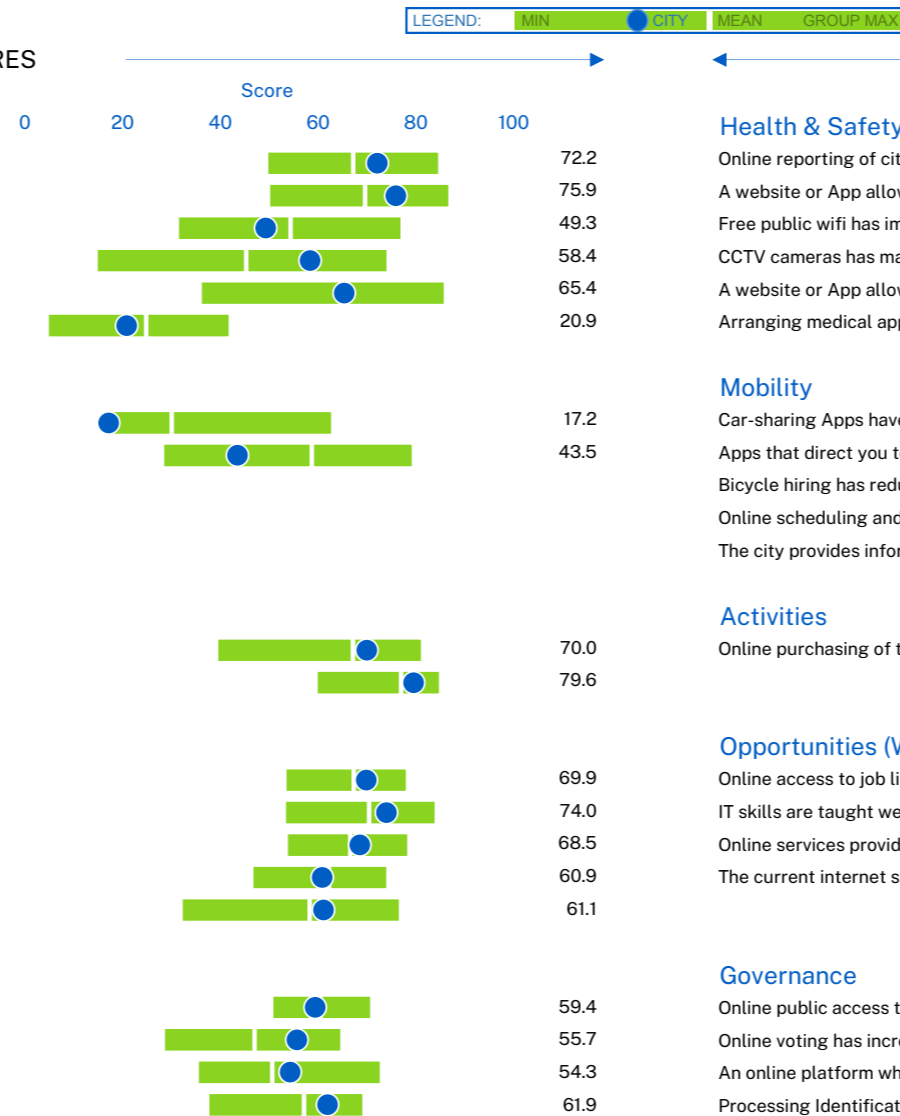 LEGEND: MIN CITY MEAN GROUP MAX
RES
Score
0 20 40 60 80 100
Health & Safety
72.2 Online reporting of cit
75.9 A website or App allow
49.3 Free public wifi has im
58.4 CCTV cameras has ma
65.4 A website or App allow
20.9 Arranging medical app
Mobility
17.2 Car-sharing Apps have
43.5 Apps that direct you t
Bicycle hiring has redu
Online scheduling and
The city provides infor
Activities
70.0 Online purchasing of t
79.6
Opportunities (W
69.9 Online access to job li
74.0 IT skills are taught we
68.5 Online services provid
60.9 The current internet s
61.1
Governance
59.4 Online public access t
55.7 Online voting has incre
54.3 An online platform wh
61.9 Processing Identificat